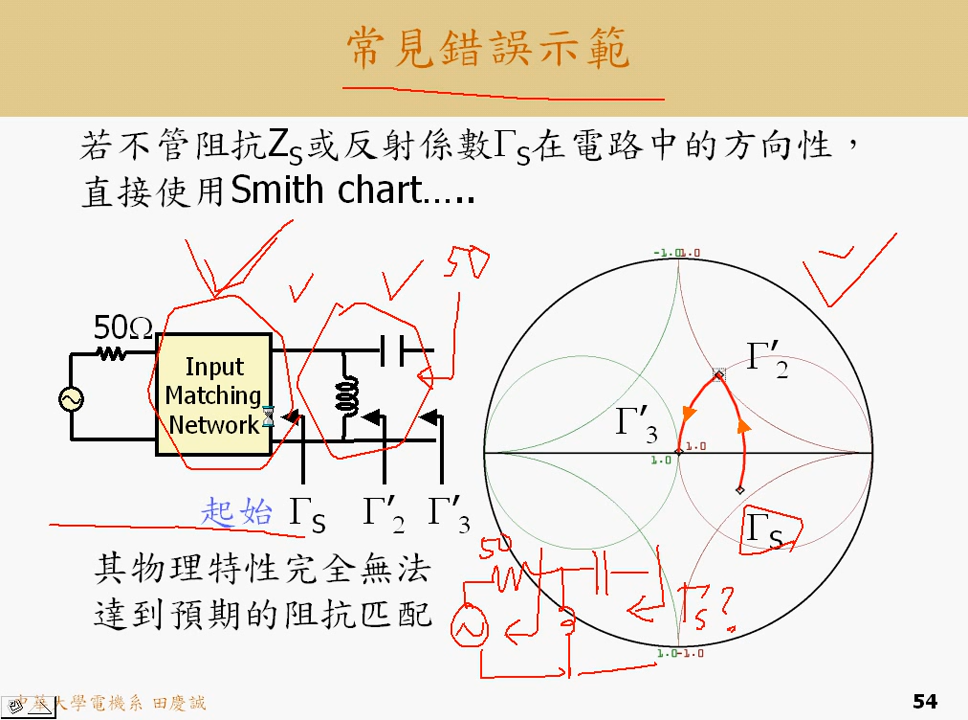 常見錯誤示範
若不管阻抗ZS或反射係數ΓS在電路中的方向性，
直接使用Smith chart…..
50
-1.0 1.0
50Ω
Input
Matching
Network
Γ′2
Γ′3
1.0
1.0
起始 ΓS Γ′2 Γ′3
ΓS
其物理特性完全無法
達到預期的阻抗匹配
50
ΓS?
1.0 -1.0
中華大學電機系 田慶誠
54